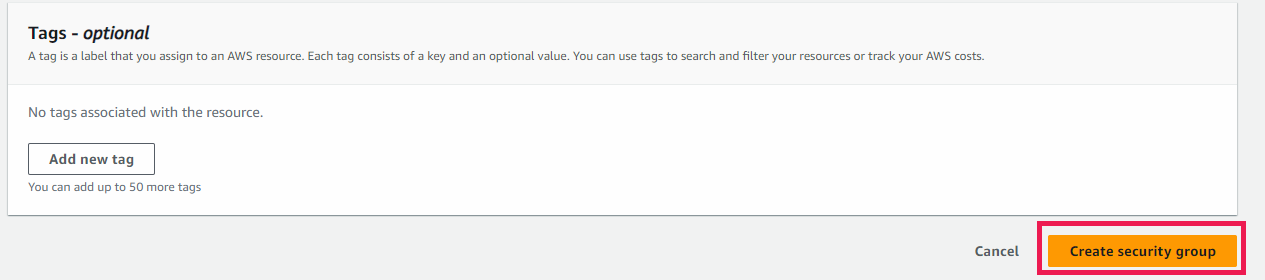 Tags - optional
A tag is a label that you assign to an AWS resource. Each tag consists of a key and an optional value. You can use tags to search and filter your resources or track your AWS costs.
No tags associated with the resource.
Add new tag
You can add up to 50 more tags
Cancel
Create security group